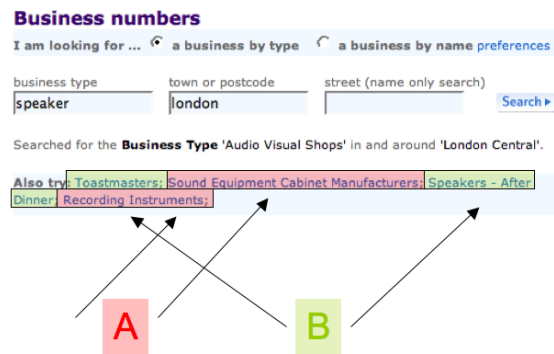 Business numbers
I am looking for ... a business by type a business by name preferences
business type town or postcode street (name only search)
speaker london Search
Searched for the Business Type 'Audio Visual Shops' in and around 'London Central'.
Also try: Toastmasters; Sound Equipment Cabinet Manufacturers; Speakers - After
Dinner; Recording Instruments;
A B